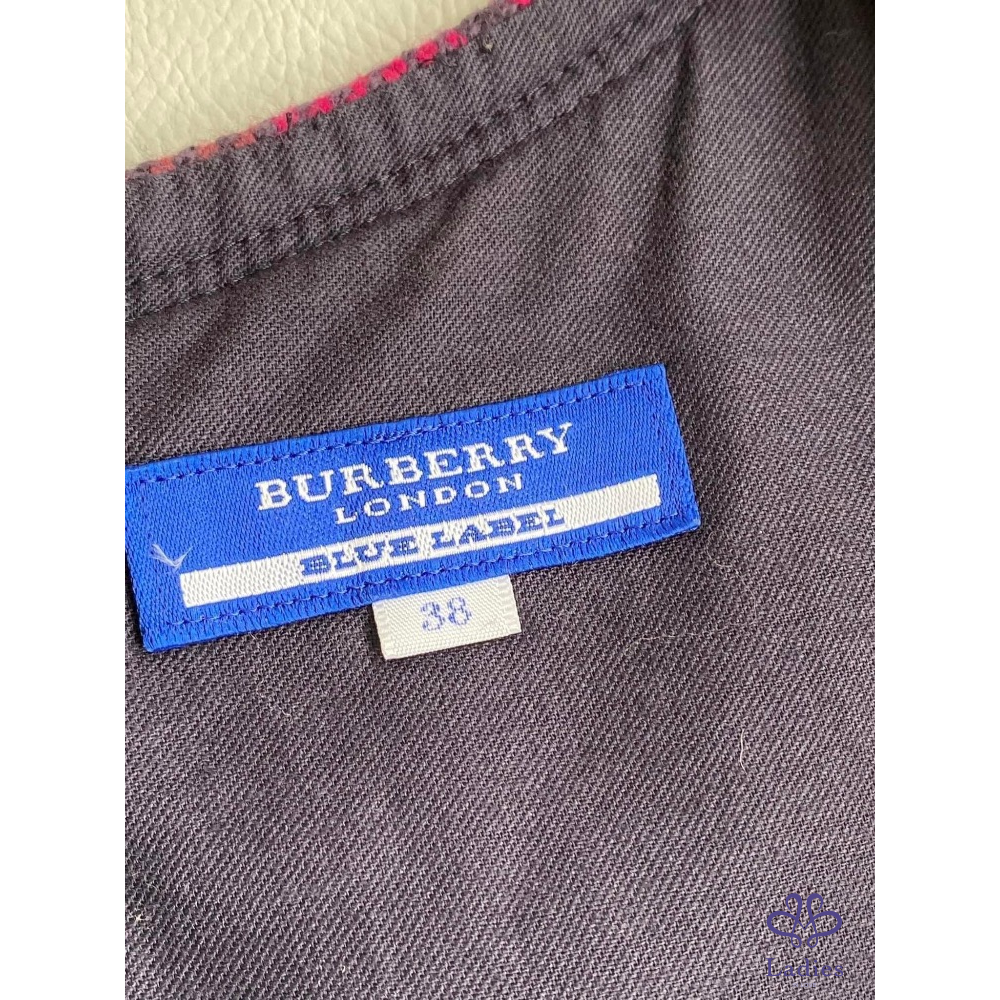 BURBERRY
LONDON
BLUE LABEL
38
Ladies